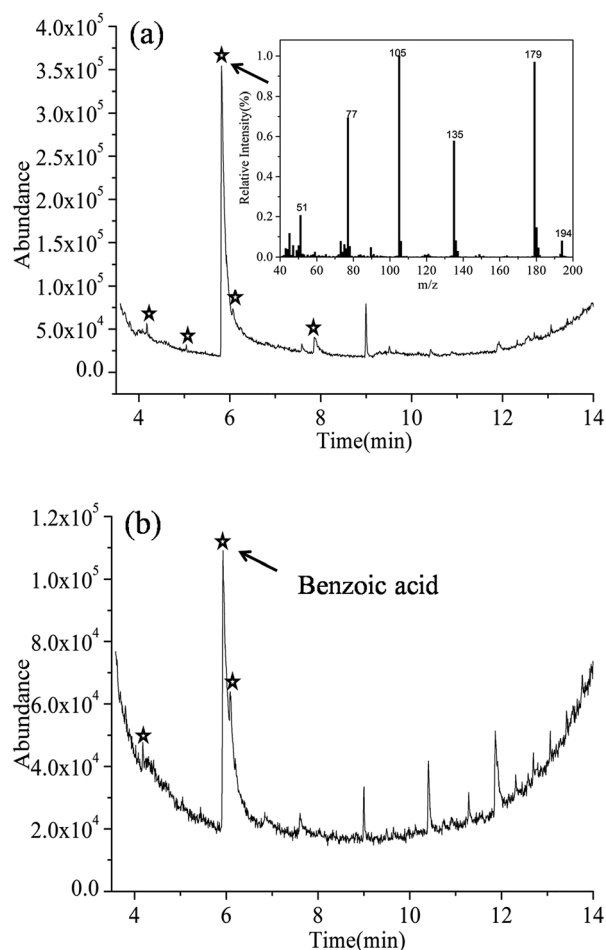 (a)
4.0x10⁵
3.5x10⁵
3.0x10⁵
2.5x10⁵
2.0x10⁵
1.5x10⁵
1.0x10⁵
5.0x10⁴
0.0
Abundance
4 6 8 10 12 14
Time(min)
1.0
0.8
0.6
0.4
0.2
0.0
Relative Intensity(%)
51
77
105
135
179
194
40 60 80 100 120 140 160 180 200
m/z
(b)
Benzoic acid
1.2x10⁵
1.0x10⁵
8.0x10⁴
6.0x10⁴
4.0x10⁴
2.0x10⁴
0.0
Abundance
4 6 8 10 12 14
Time(min)